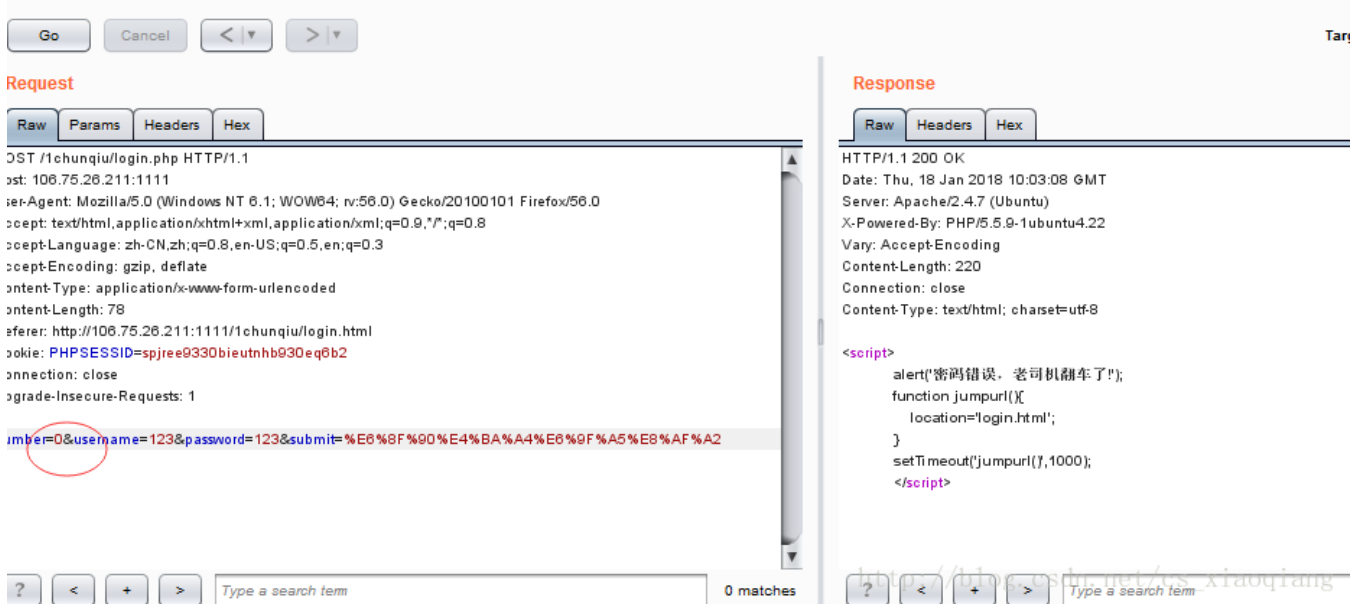 Go
Cancel
< | ▼
> | ▼
Targ
Request
Raw
Params
Headers
Hex
OST /1chunqiu/login.php HTTP/1.1
ost: 106.75.26.211:1111
ser-Agent: Mozilla/5.0 (Windows NT 6.1; WOW64; rv:56.0) Gecko/20100101 Firefox/56.0
ccept: text/html,application/xhtml+xml,application/xml;q=0.9,*/*;q=0.8
ccept-Language: zh-CN,zh;q=0.8,en-US;q=0.5,en;q=0.3
ccept-Encoding: gzip, deflate
ontent-Type: application/x-www-form-urlencoded
ontent-Length: 78
eferer: http://106.75.26.211:1111/1chunqiu/login.html
ookie: PHPSESSID=spjree9330bieutnhb930eq6b2
onnection: close
pgrade-Insecure-Requests: 1
umber=0&username=123&password=123&submit=%E6%8F%90%E4%BA%A4%E6%9F%A5%E8%AF%A2
? < + >
Type a search term
0 matches
Response
Raw
Headers
Hex
HTTP/1.1 200 OK
Date: Thu, 18 Jan 2018 10:03:08 GMT
Server: Apache/2.4.7 (Ubuntu)
X-Powered-By: PHP/5.5.9-1ubuntu4.22
Vary: Accept-Encoding
Content-Length: 220
Connection: close
Content-Type: text/html; charset=utf-8
<script>
alert('密码错误，老司机翻车了!');
function jumpurl(){
location='login.html';
}
setTimeout('jumpurl()',1000);
</script>
? < + >
Type a search term
http://blog.csdn.net/cs_xiaoqiang